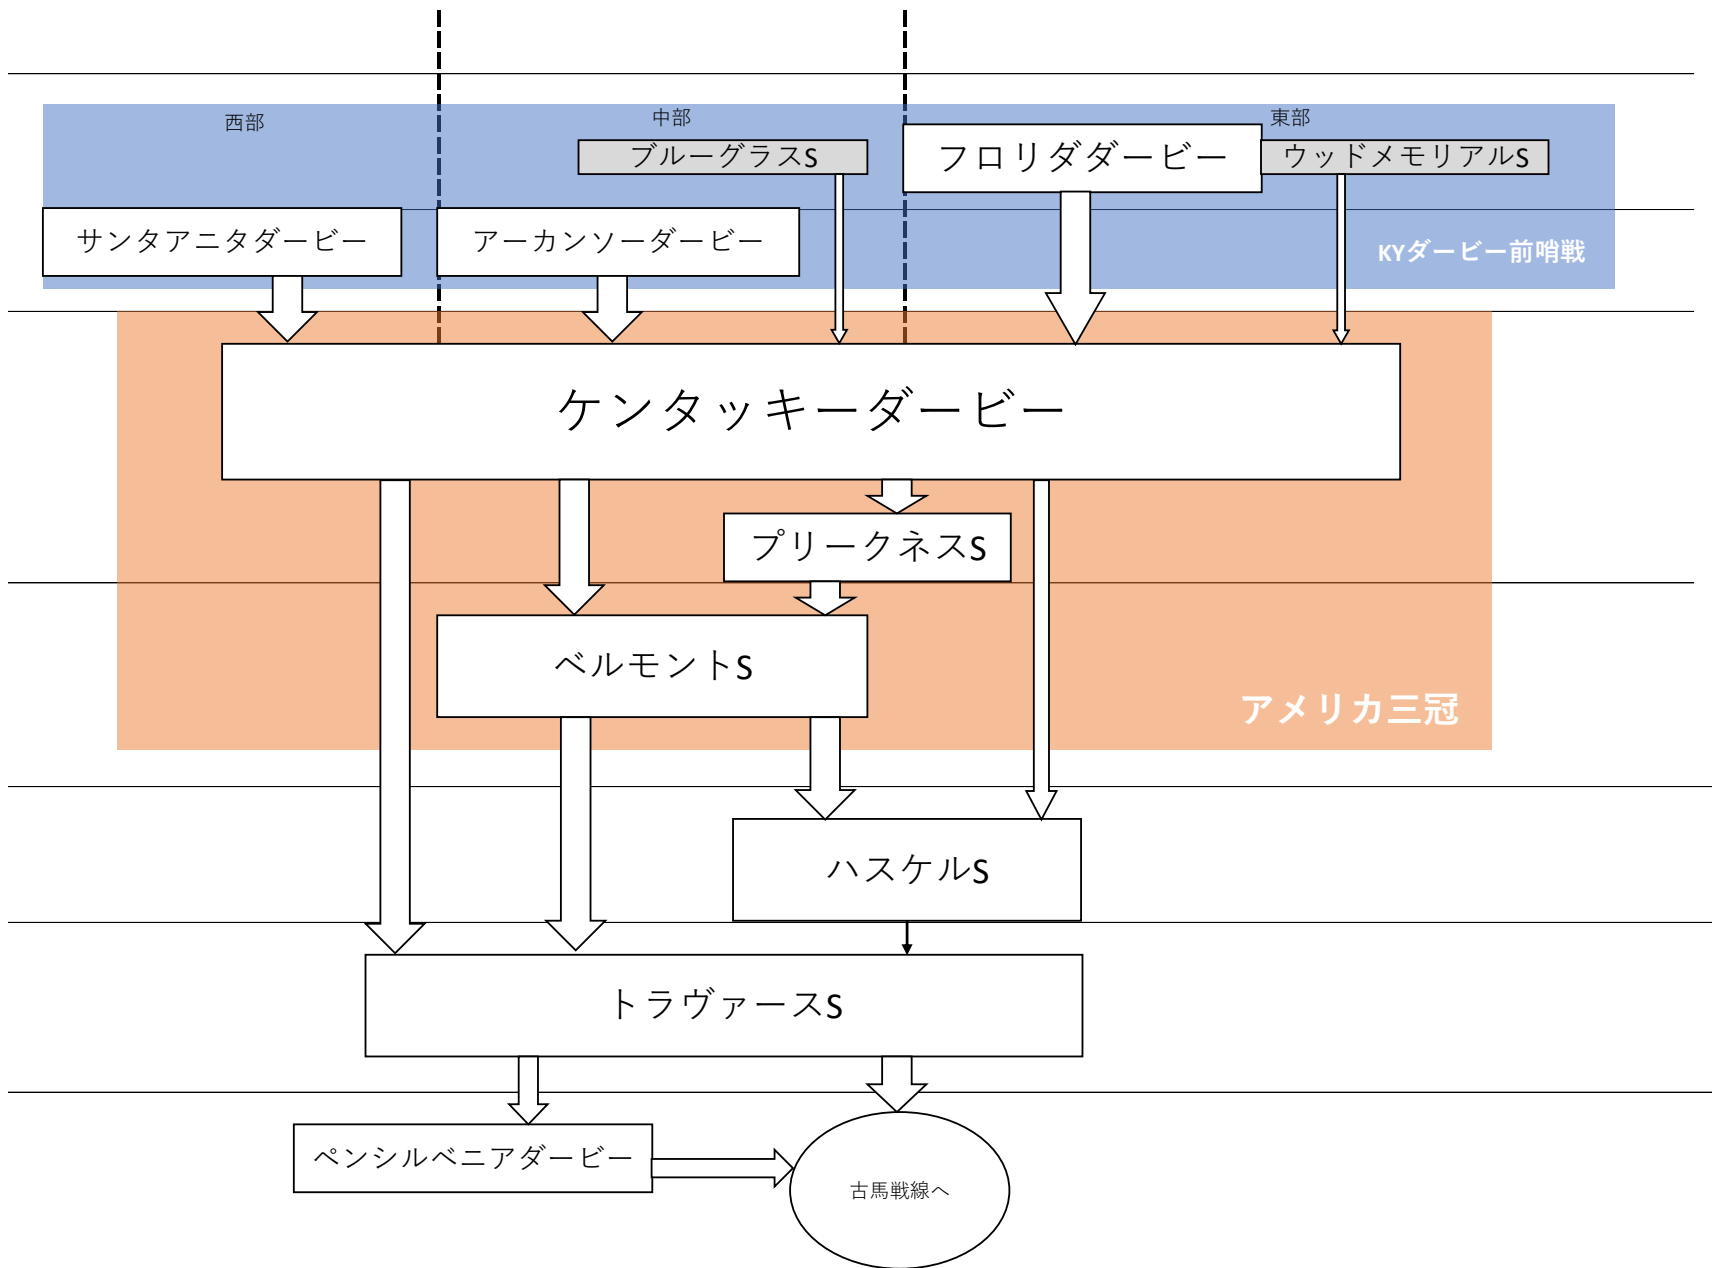 西部
中部
東部
ブルーグラスS
フロリダダービー
ウッドメモリアルS
サンタアニタダービー
アーカンソーダービー
KYダービー前哨戦
ケンタッキーダービー
プリークネスS
ベルモントS
アメリカ三冠
ハスケルS
トラヴァースS
ペンシルベニアダービー
古馬戦線へ